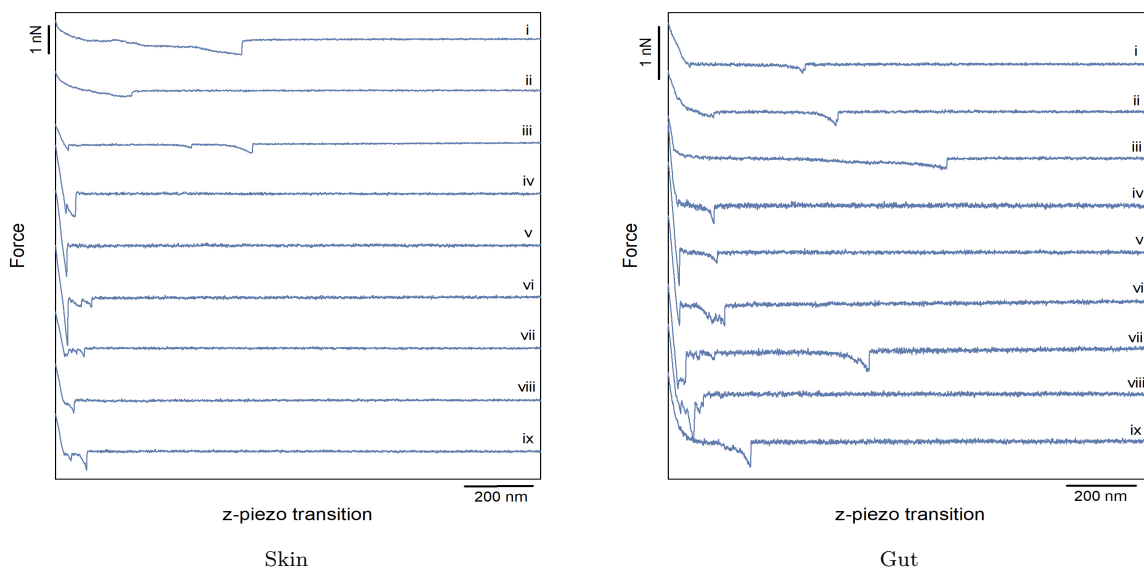 1 nN
Force
i
ii
iii
iv
v
vi
vii
viii
ix
200 nm
z-piezo transition
Skin
1 nN
Force
i
ii
iii
iv
v
vi
vii
viii
ix
200 nm
z-piezo transition
Gut